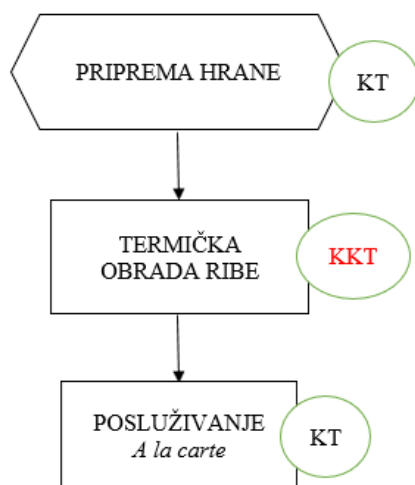 PRIPREMA HRANE
KT
TERMIČKA
OBRADA RIBE
KKT
POSLUŽIVANJE
A la carte
KT